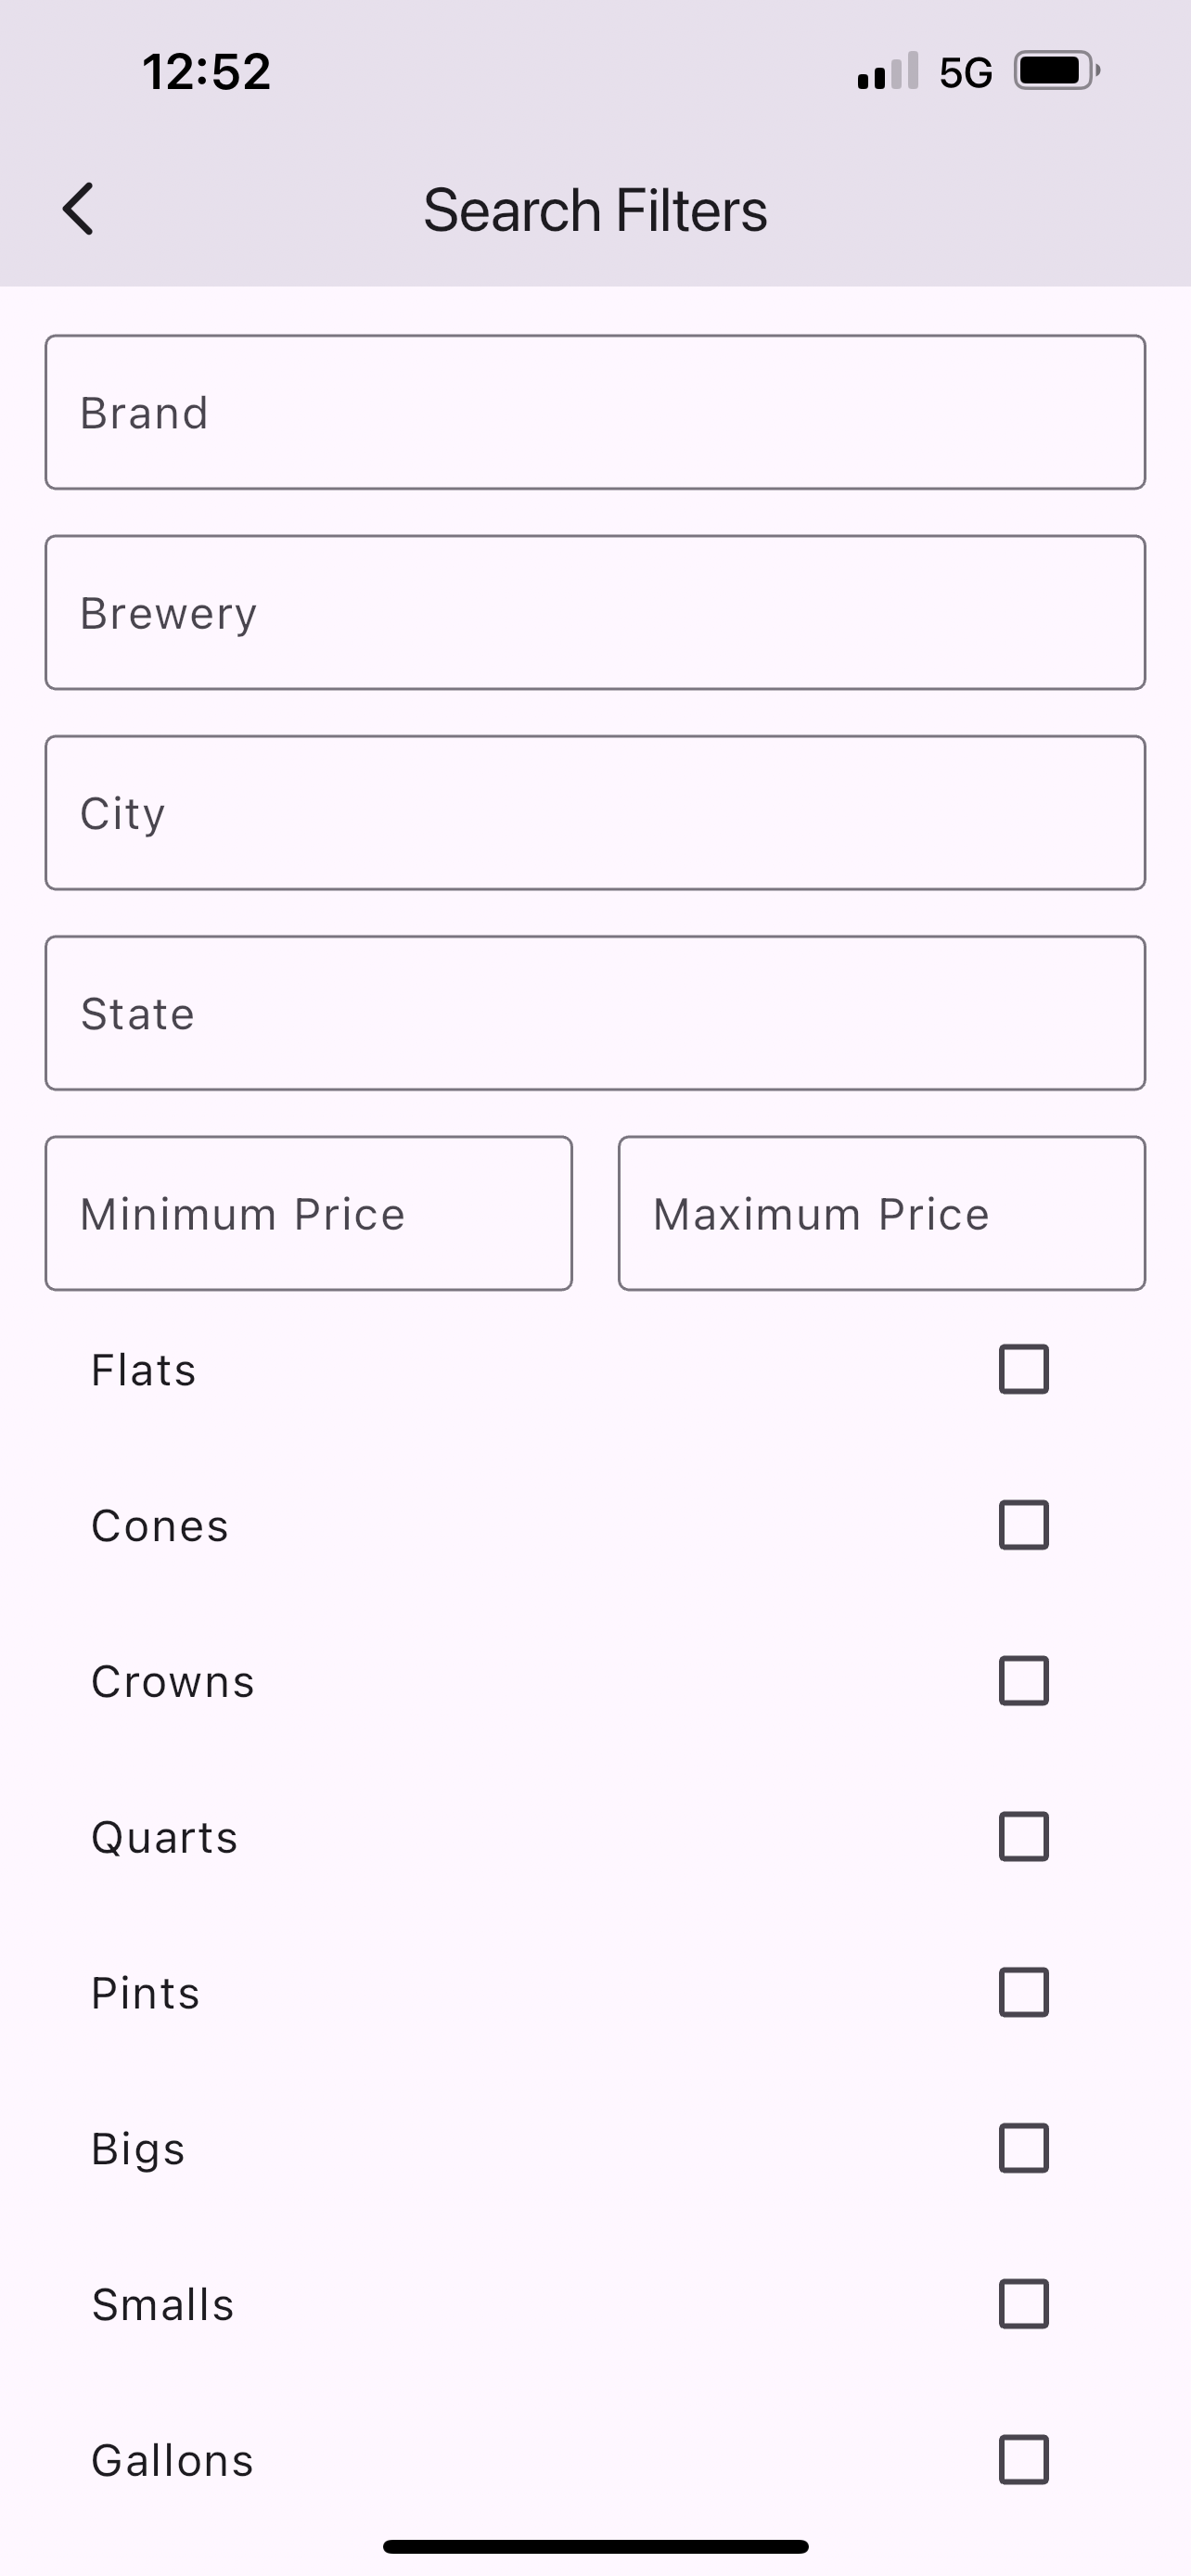 12:52 5G
Search Filters
Brand
Brewery
City
State
Minimum Price Maximum Price
Flats
Cones
Crowns
Quarts
Pints
Bigs
Smalls
Gallons